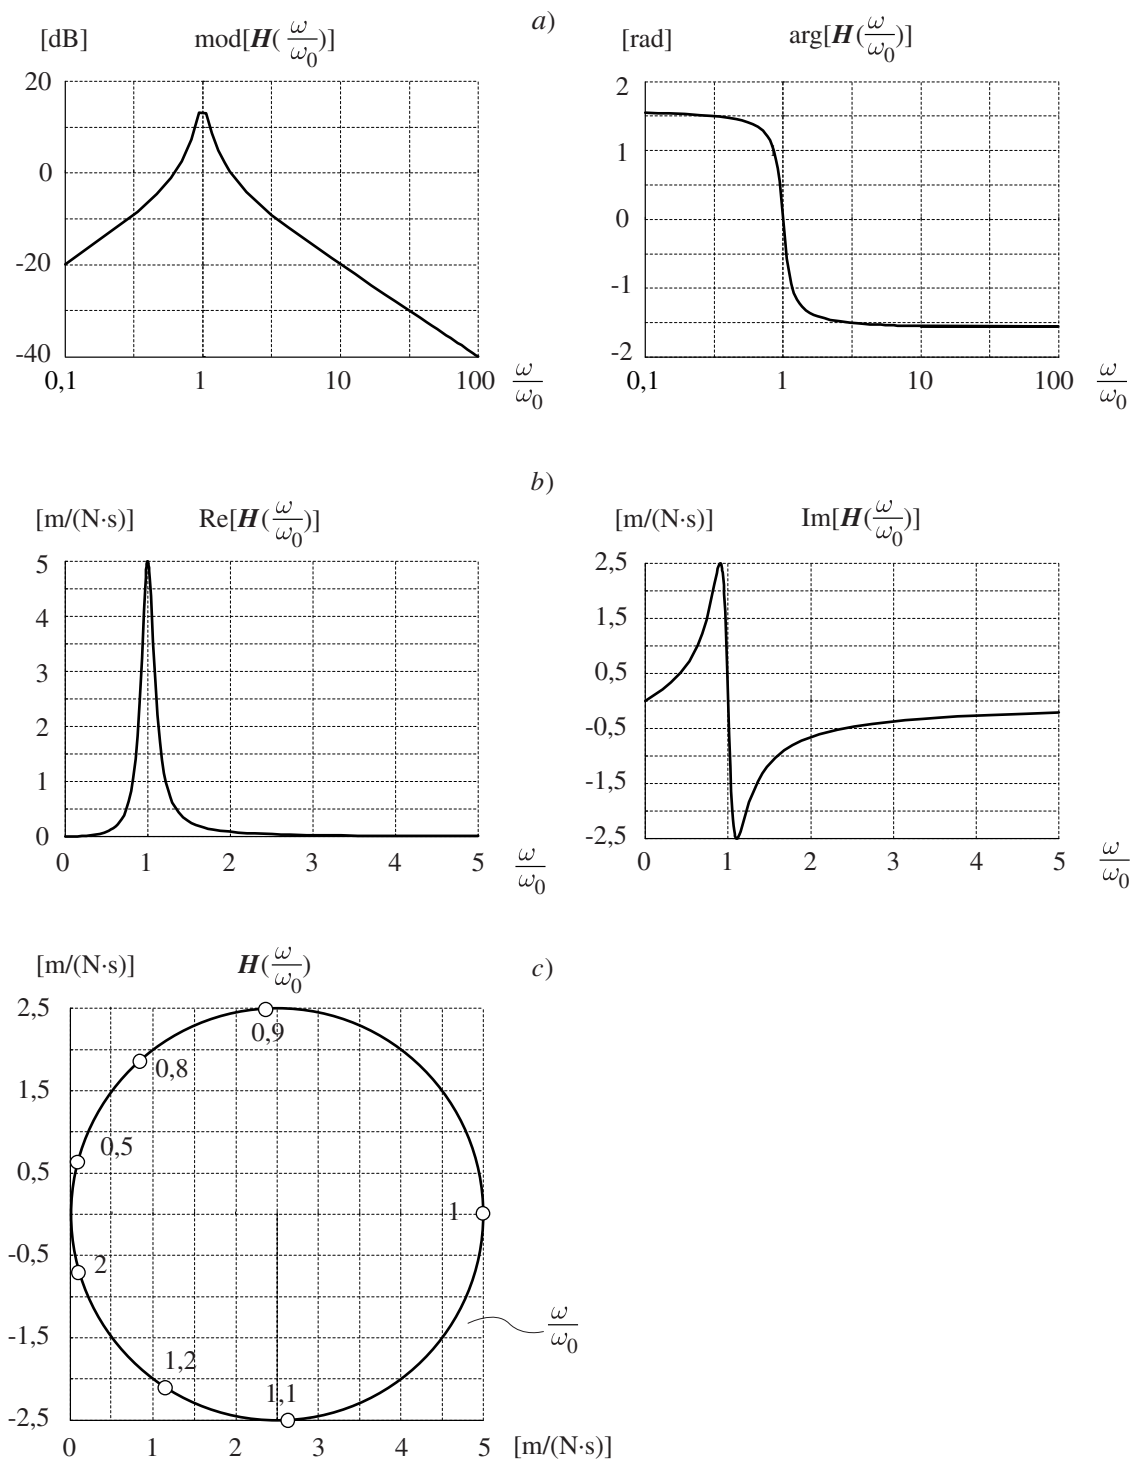 a)
[dB] mod[H(ω/ω0)]
20
0
-20
-40
0,1 1 10 100 ω/ω0
[rad] arg[H(ω/ω0)]
2
1
0
-1
-2
0,1 1 10 100 ω/ω0
b)
[m/(N·s)] Re[H(ω/ω0)]
5
4
3
2
1
0
0 1 2 3 4 5 ω/ω0
[m/(N·s)] Im[H(ω/ω0)]
2,5
1,5
0,5
-0,5
-1,5
-2,5
0 1 2 3 4 5 ω/ω0
c)
[m/(N·s)] H(ω/ω0)
2,5
1,5
0,5
-0,5
-1,5
-2,5
0,9
0,8
0,5
1
2
1,2
1,1
ω/ω0
0 1 2 3 4 5 [m/(N·s)]